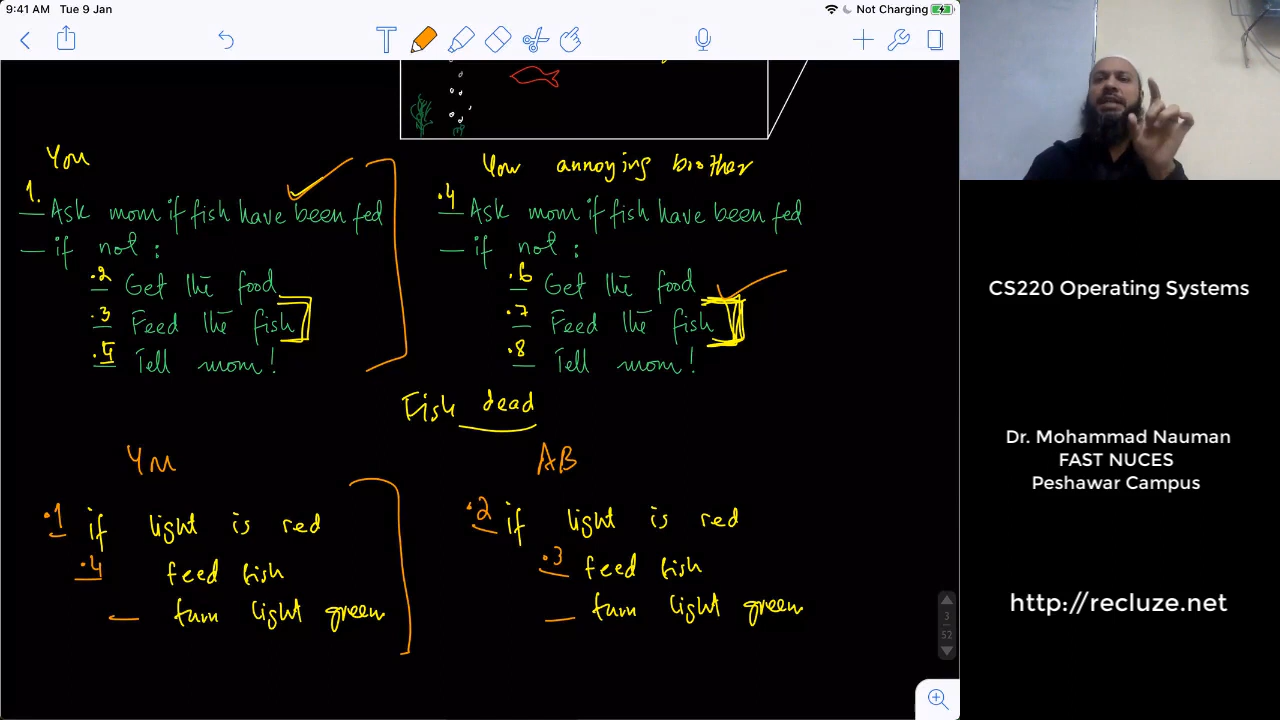 9:41 AM Tue 9 Jan
Not Charging
T
You
Your annoying brother
1.
— Ask mom if fish have been fed
— if not:
.2 Get the food
.3 Feed the fish
.5 Tell mom!
.4
— Ask mom if fish have been fed
— if not:
.6 Get the food
.7 Feed the fish
.8 Tell mom!
Fish dead
You
AB
.1 if light is red
.4 feed fish
— turn light green
.2 if light is red
.3 feed fish
— turn light green
3
52
CS220 Operating Systems
Dr. Mohammad Nauman
FAST NUCES
Peshawar Campus
http://recluze.net